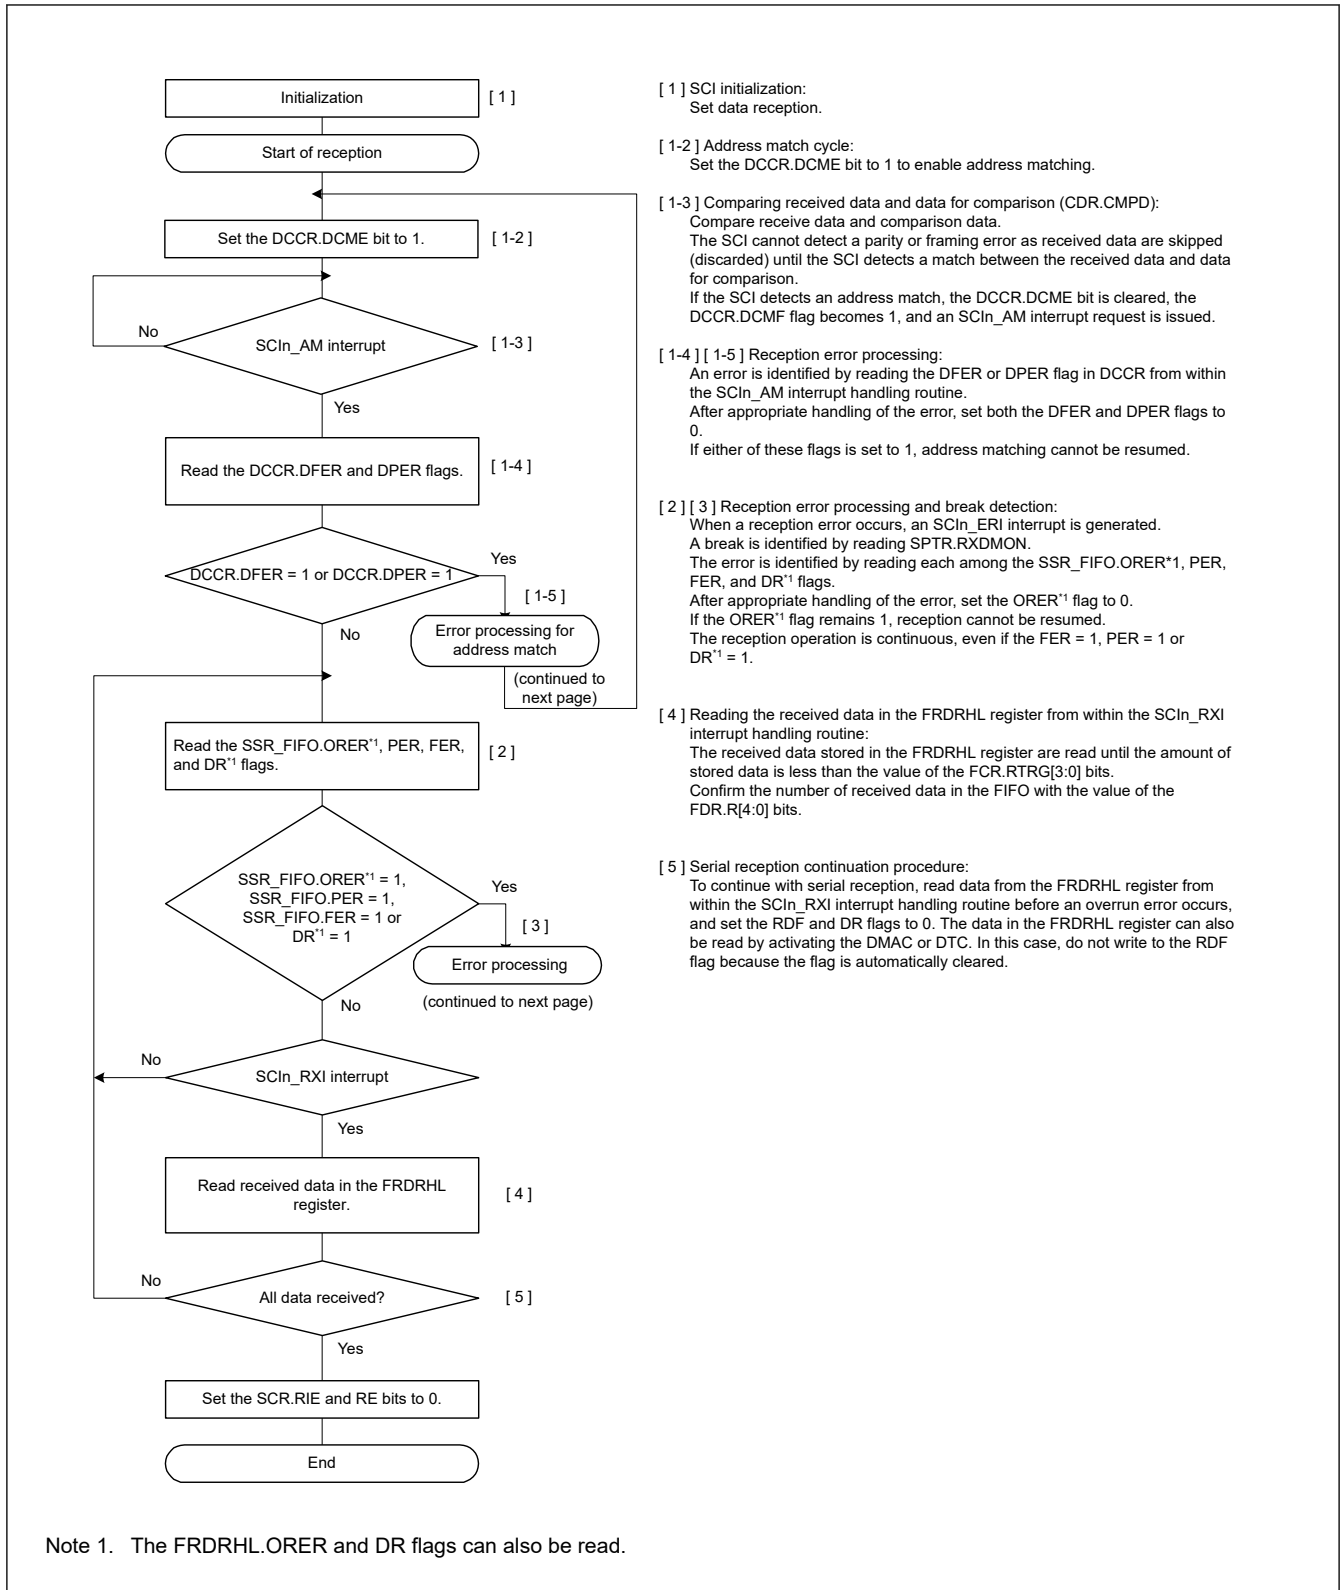 Initialization
[ 1 ]
Start of reception
Set the DCCR.DCME bit to 1.
[ 1-2 ]
No
SCIn_AM interrupt
[ 1-3 ]
Yes
Read the DCCR.DFER and DPER flags.
[ 1-4 ]
DCCR.DFER = 1 or DCCR.DPER = 1
Yes
[ 1-5 ]
No
Error processing for
address match
(continued to
next page)
Read the SSR_FIFO.ORER*1, PER, FER,
and DR*1 flags.
[ 2 ]
SSR_FIFO.ORER*1 = 1,
SSR_FIFO.PER = 1,
SSR_FIFO.FER = 1 or
DR*1 = 1
Yes
[ 3 ]
Error processing
(continued to next page)
No
No
SCIn_RXI interrupt
Yes
Read received data in the FRDRHL
register.
[ 4 ]
No
All data received?
[ 5 ]
Yes
Set the SCR.RIE and RE bits to 0.
End
[ 1 ] SCI initialization:
Set data reception.
[ 1-2 ] Address match cycle:
Set the DCCR.DCME bit to 1 to enable address matching.
[ 1-3 ] Comparing received data and data for comparison (CDR.CMPD):
Compare receive data and comparison data.
The SCI cannot detect a parity or framing error as received data are skipped
(discarded) until the SCI detects a match between the received data and data
for comparison.
If the SCI detects an address match, the DCCR.DCME bit is cleared, the
DCCR.DCMF flag becomes 1, and an SCIn_AM interrupt request is issued.
[ 1-4 ] [ 1-5 ] Reception error processing:
An error is identified by reading the DFER or DPER flag in DCCR from within
the SCIn_AM interrupt handling routine.
After appropriate handling of the error, set both the DFER and DPER flags to
0.
If either of these flags is set to 1, address matching cannot be resumed.
[ 2 ] [ 3 ] Reception error processing and break detection:
When a reception error occurs, an SCIn_ERI interrupt is generated.
A break is identified by reading SPTR.RXDMON.
The error is identified by reading each among the SSR_FIFO.ORER*1, PER,
FER, and DR*1 flags.
After appropriate handling of the error, set the ORER*1 flag to 0.
If the ORER*1 flag remains 1, reception cannot be resumed.
The reception operation is continuous, even if the FER = 1, PER = 1 or
DR*1 = 1.
[ 4 ] Reading the received data in the FRDRHL register from within the SCIn_RXI
interrupt handling routine:
The received data stored in the FRDRHL register are read until the amount of
stored data is less than the value of the FCR.RTRG[3:0] bits.
Confirm the number of received data in the FIFO with the value of the
FDR.R[4:0] bits.
[ 5 ] Serial reception continuation procedure:
To continue with serial reception, read data from the FRDRHL register from
within the SCIn_RXI interrupt handling routine before an overrun error occurs,
and set the RDF and DR flags to 0. The data in the FRDRHL register can also
be read by activating the DMAC or DTC. In this case, do not write to the RDF
flag because the flag is automatically cleared.
Note 1. The FRDRHL.ORER and DR flags can also be read.